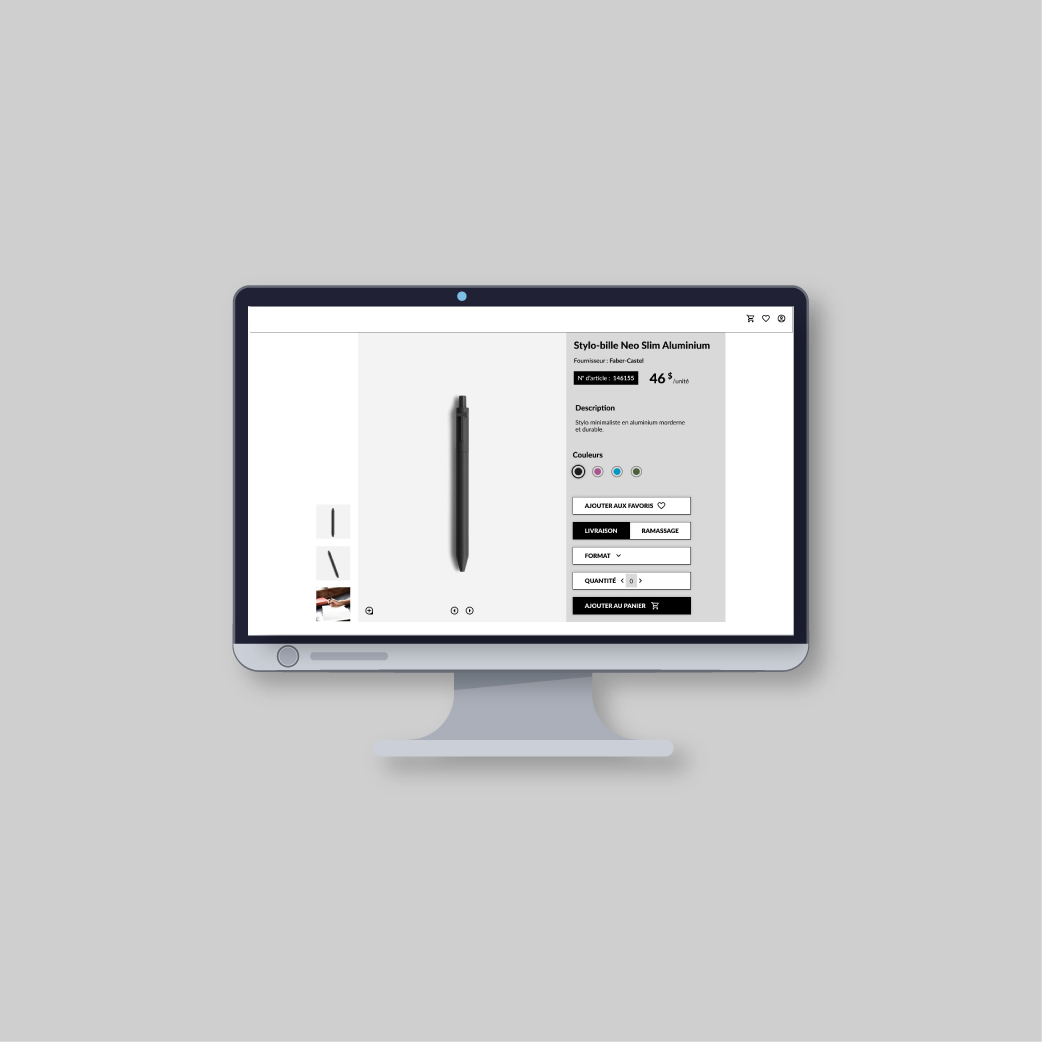 Stylo-bille Neo Slim Aluminium
Fournisseur : Faber-Castel
N° d'article : 146155
46 $ /unité
Description
Stylo minimaliste en aluminium morderne
et durable.
Couleurs
AJOUTER AUX FAVORIS
LIVRAISON RAMASSAGE
FORMAT
QUANTITÉ 0
AJOUTER AU PANIER